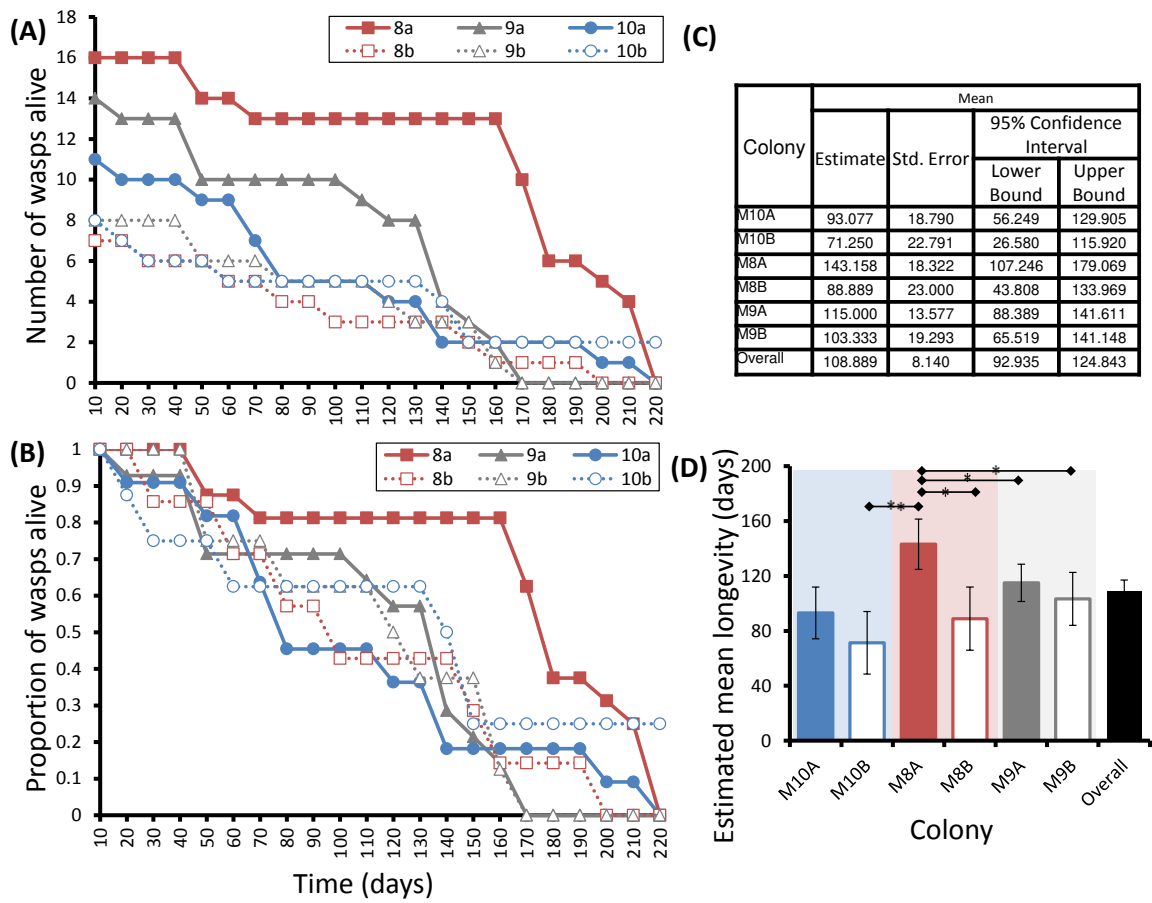 (A)
Number of wasps alive
18
16
14
12
10
8
6
4
2
0
8a 9a 10a
8b 9b 10b
10 20 30 40 50 60 70 80 90 100 110 120 130 140 150 160 170 180 190 200 210 220
(B)
Proportion of wasps alive
1
0.9
0.8
0.7
0.6
0.5
0.4
0.3
0.2
0.1
0
8a 9a 10a
8b 9b 10b
10 20 30 40 50 60 70 80 90 100 110 120 130 140 150 160 170 180 190 200 210 220
Time (days)
(C)
Colony
Mean
Estimate Std. Error
95% Confidence
Interval
Lower
Bound
Upper
Bound
M10A 93.077 18.790 56.249 129.905
M10B 71.250 22.791 26.580 115.920
M8A 143.158 18.322 107.246 179.069
M8B 88.889 23.000 43.808 133.969
M9A 115.000 13.577 88.389 141.611
M9B 103.333 19.293 65.519 141.148
Overall 108.889 8.140 92.935 124.843
(D)
Estimated mean longevity (days)
200
160
120
80
40
0
*
*
*
**
M10A M10B M8A M8B M9A M9B Overall
Colony